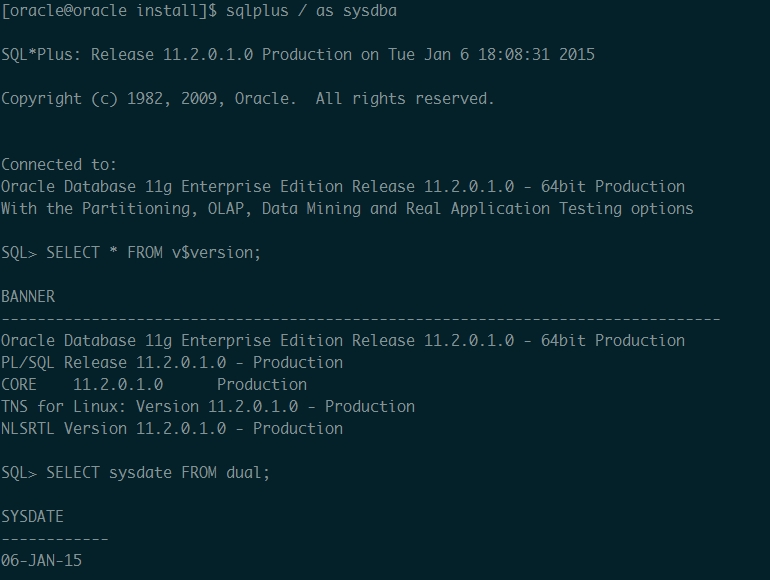 [oracle@oracle install]$ sqlplus / as sysdba
SQL*Plus: Release 11.2.0.1.0 Production on Tue Jan 6 18:08:31 2015
Copyright (c) 1982, 2009, Oracle.  All rights reserved.
Connected to:
Oracle Database 11g Enterprise Edition Release 11.2.0.1.0 - 64bit Production
With the Partitioning, OLAP, Data Mining and Real Application Testing options
SQL> SELECT * FROM v$version;
BANNER
--------------------------------------------------------------------------------
Oracle Database 11g Enterprise Edition Release 11.2.0.1.0 - 64bit Production
PL/SQL Release 11.2.0.1.0 - Production
CORE    11.2.0.1.0      Production
TNS for Linux: Version 11.2.0.1.0 - Production
NLSRTL Version 11.2.0.1.0 - Production
SQL> SELECT sysdate FROM dual;
SYSDATE
------------
06-JAN-15